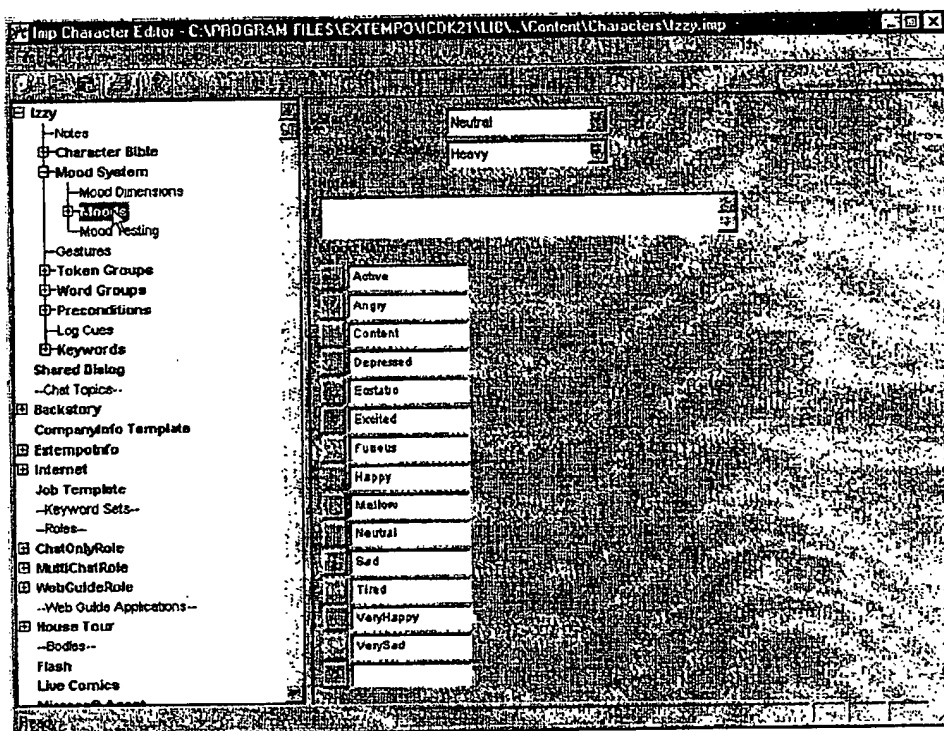 Imp Character Editor - C:\PROGRAM FILES\EXTEMPO\ICDK21\LIB\..\Content\Characters\Izzy.imp
Izzy
Notes
Character Bible
Mood System
Mood Dimensions
Moods
Mood Nesting
Gestures
Token Groups
Word Groups
Preconditions
Log Cues
Keywords
Shared Dialog
--Chat Topics--
Backstory
CompanyInfo Template
ExtempoInfo
Internet
Job Template
--Keyword Sets--
--Roles--
ChatOnlyRole
MultiChatRole
WebGuideRole
--Web Guide Applications--
House Tour
--Bodies--
Flash
Live Comics
Neutral
Heavy
Active
Angry
Content
Depressed
Ecstatic
Excited
Furious
Happy
Mellow
Neutral
Sad
Tired
VeryHappy
VerySad
Ready